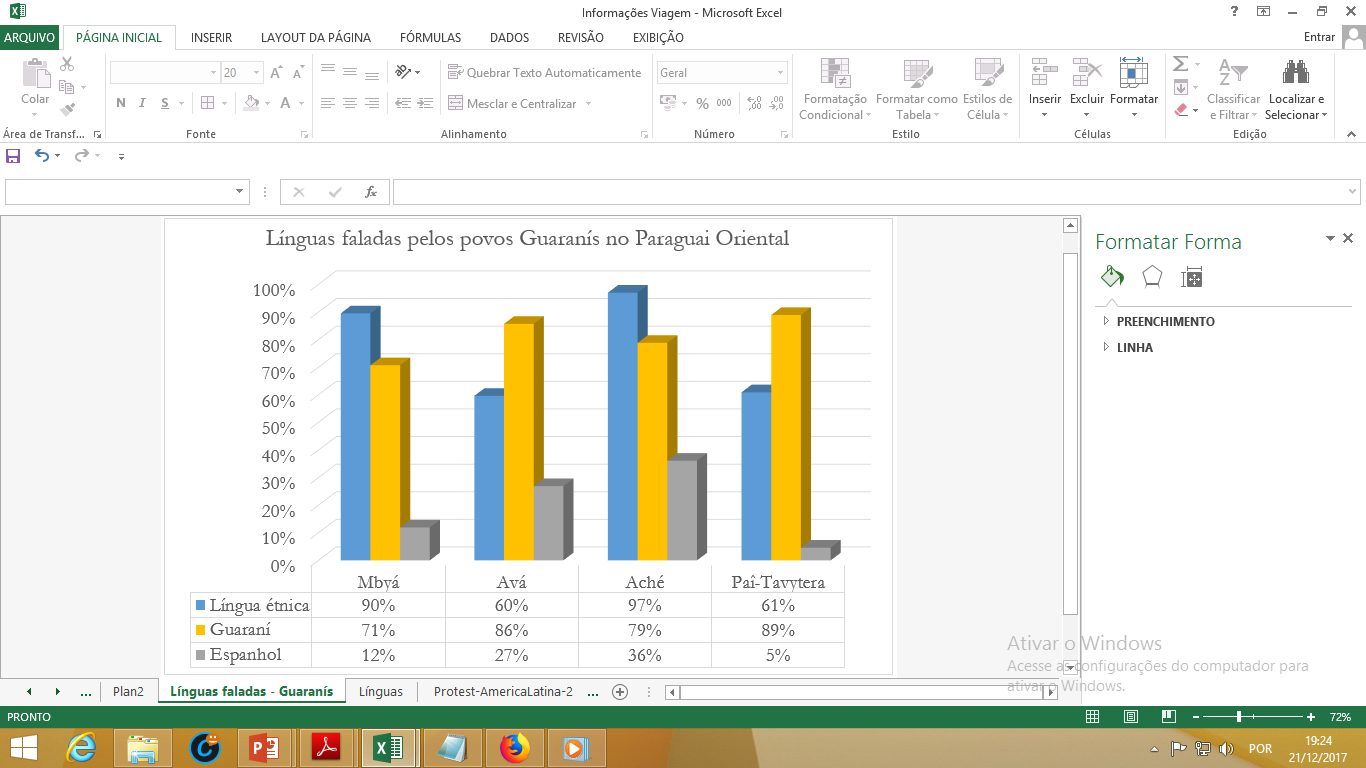 Informações Viagem - Microsoft Excel
ARQUIVO PÁGINA INICIAL INSERIR LAYOUT DA PÁGINA FÓRMULAS DADOS REVISÃO EXIBIÇÃO Entrar
Colar
20
Quebrar Texto Automaticamente
Geral
N I S
Mesclar e Centralizar
% 000
Formatação Condicional
Formatar como Tabela
Estilos de Célula
Inserir Excluir Formatar
Classificar e Filtrar
Localizar e Selecionar
Área de Transf... Fonte Alinhamento Número Estilo Células Edição
fx
Línguas faladas pelos povos Guaranís no Paraguai Oriental
100%
90%
80%
70%
60%
50%
40%
30%
20%
10%
0%
Mbyá Avá Aché Paî-Tavytera
Língua étnica 90% 60% 97% 61%
Guaraní 71% 86% 79% 89%
Espanhol 12% 27% 36% 5%
Formatar Forma
PREENCHIMENTO
LINHA
Ativar o Windows
Acesse as configurações do computador para
ativar o Windows.
... Plan2 Línguas faladas - Guaranís Línguas Protest-AmericaLatina-2 ...
PRONTO 72%
POR
19:24
21/12/2017